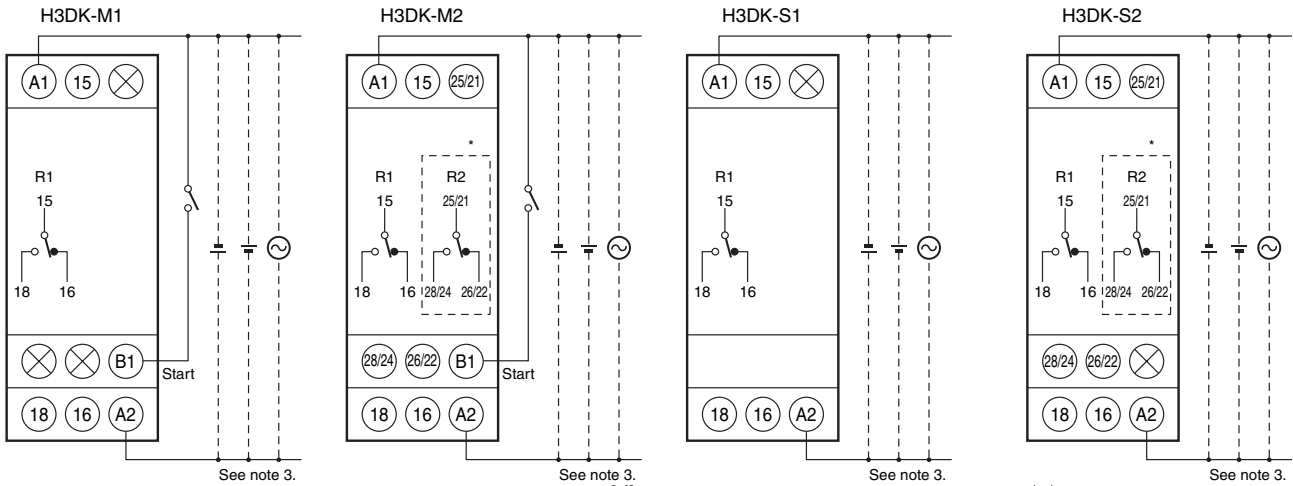 H3DK-M1
A1 15
R1
15
18 16
B1
Start
18 16 A2
See note 3.
H3DK-M2
A1 15 25/21
*
R1 R2
15 25/21
18 16 28/24 26/22
28/24 26/22 B1
Start
18 16 A2
See note 3.
H3DK-S1
A1 15
R1
15
18 16
18 16 A2
See note 3.
H3DK-S2
A1 15 25/21
*
R1 R2
15 25/21
18 16 28/24 26/22
28/24 26/22
18 16 A2
See note 3.